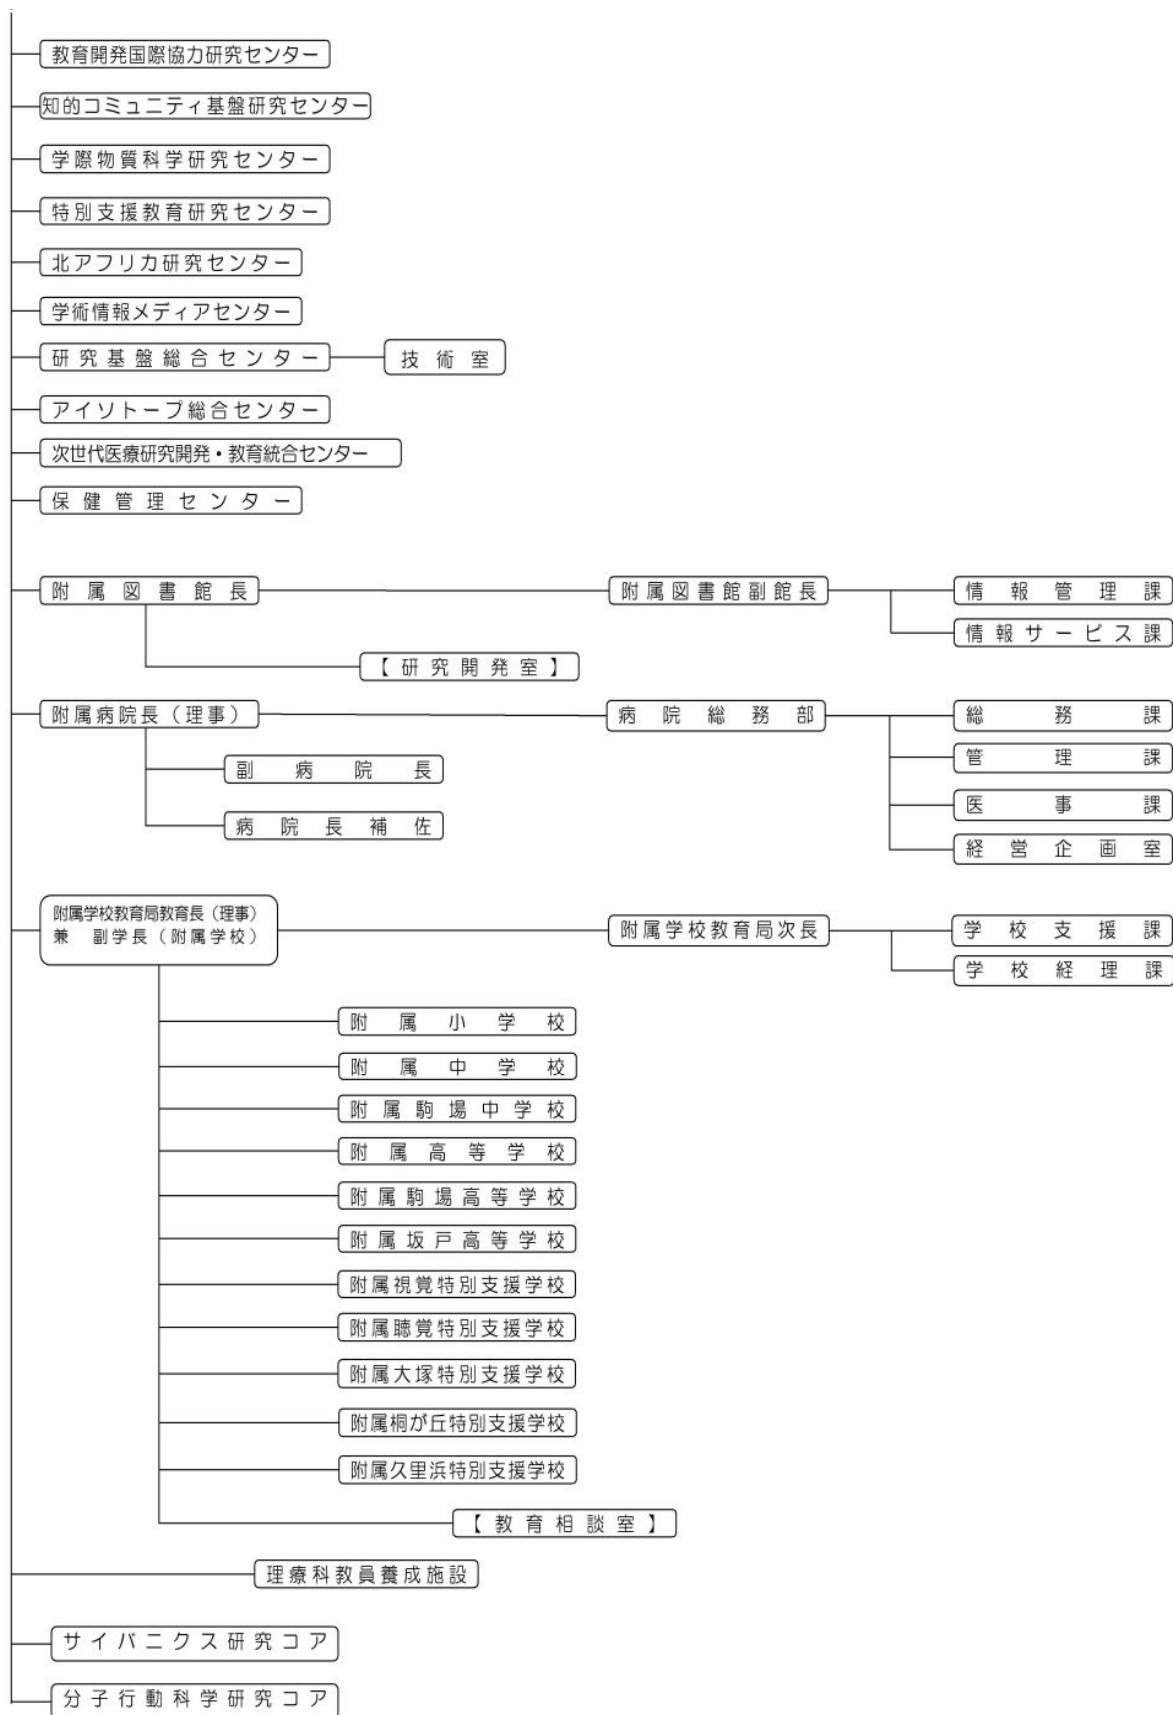 教育開発国際協力研究センター
知的コミュニティ基盤研究センター
学際物質科学研究センター
特別支援教育研究センター
北アフリカ研究センター
学術情報メディアセンター
研究基盤総合センター 技術室
アイソトープ総合センター
次世代医療研究開発・教育統合センター
保健管理センター
附属図書館長 附属図書館副館長 情報管理課
情報サービス課
【研究開発室】
附属病院長（理事） 病院総務部 総務課
管理課
副病院長
医事課
病院長補佐
経営企画室
附属学校教育局教育長（理事）
兼　副学長（附属学校） 附属学校教育局次長 学校支援課
学校経理課
附属小学校
附属中学校
附属駒場中学校
附属高等学校
附属駒場高等学校
附属坂戸高等学校
附属視覚特別支援学校
附属聴覚特別支援学校
附属大塚特別支援学校
附属桐が丘特別支援学校
附属久里浜特別支援学校
【教育相談室】
理療科教員養成施設
サイバニクス研究コア
分子行動科学研究コア